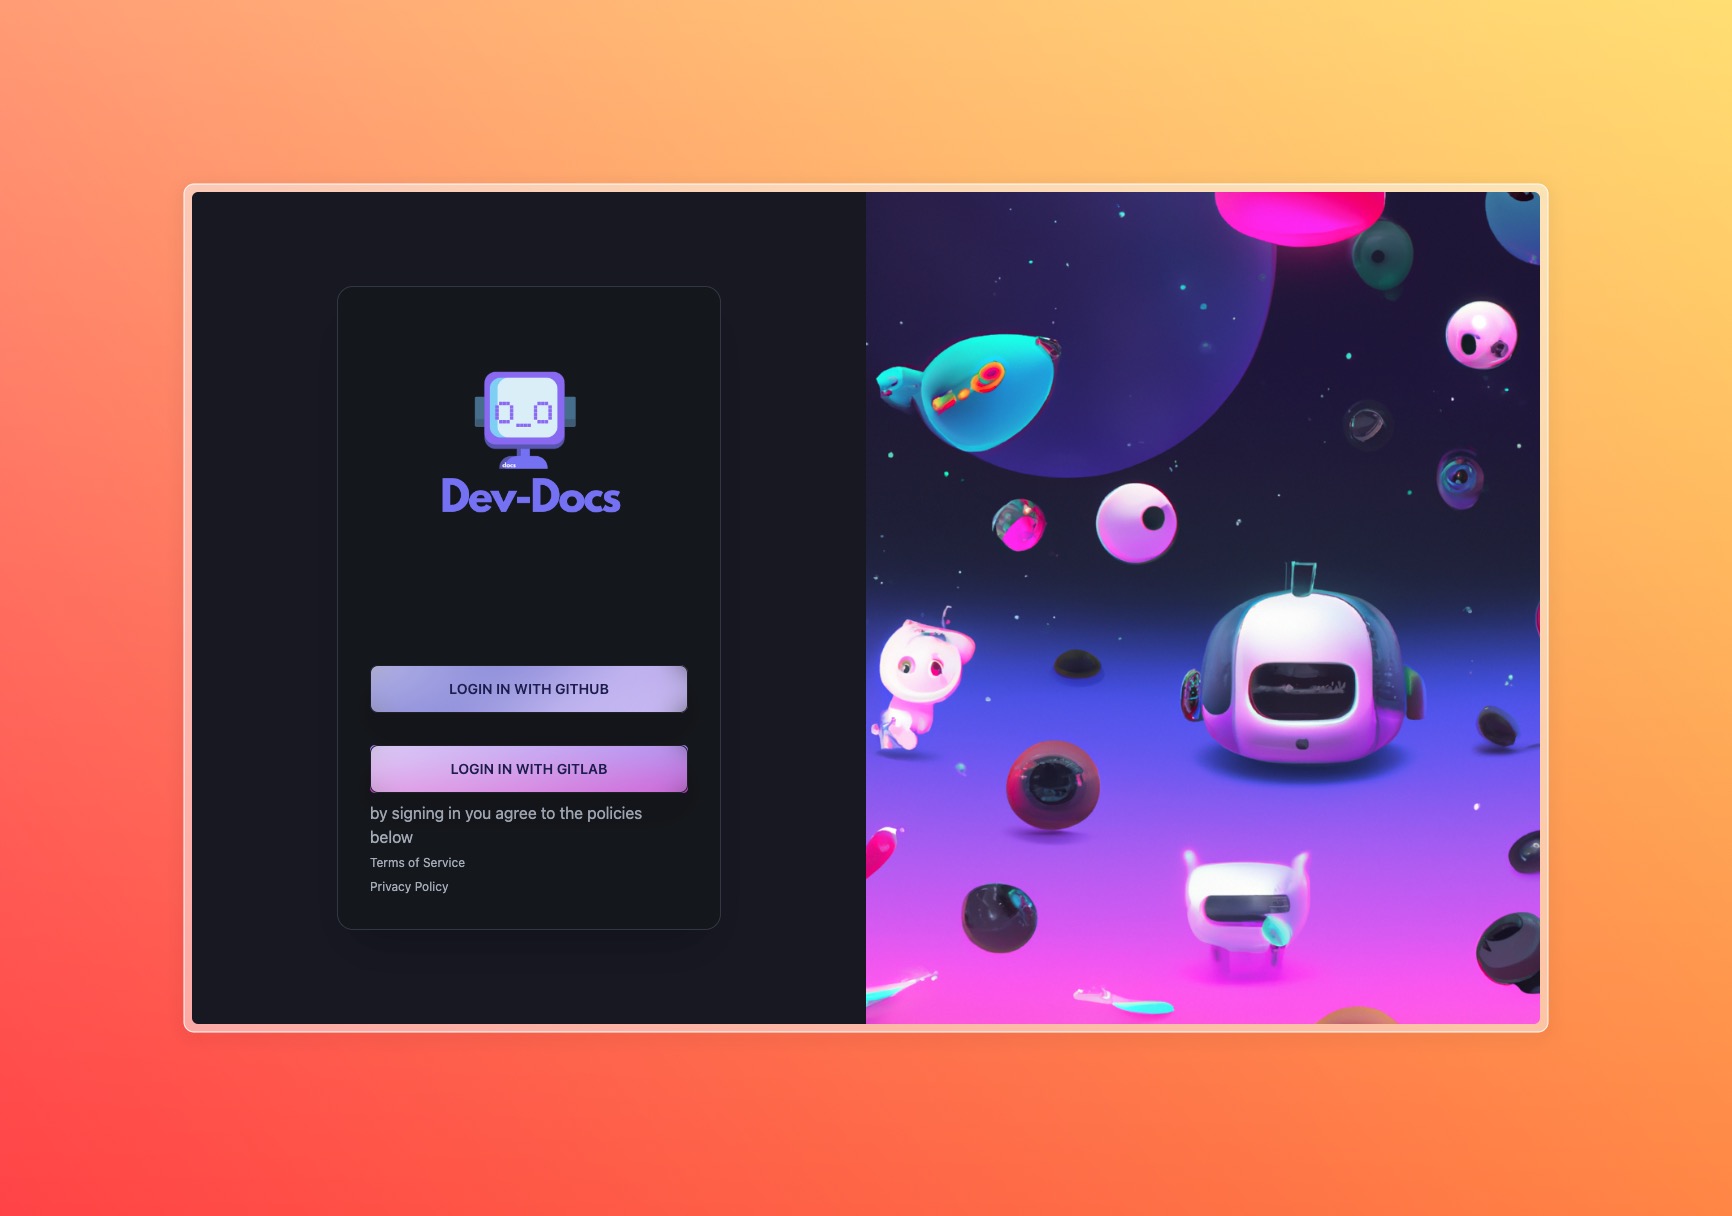 0_0
docs
Dev-Docs
LOGIN IN WITH GITHUB
LOGIN IN WITH GITLAB
by signing in you agree to the policies
below
Terms of Service
Privacy Policy